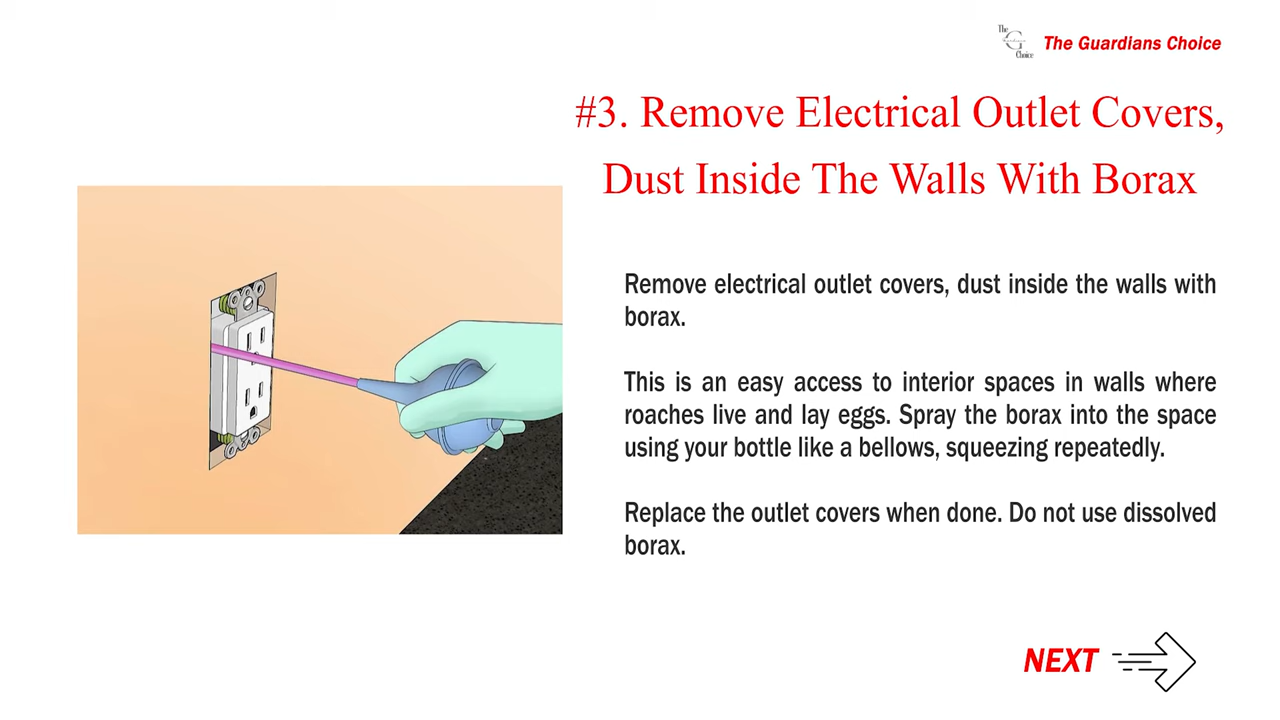 The
G
Choice
The Guardians Choice
#3. Remove Electrical Outlet Covers,
Dust Inside The Walls With Borax
Remove electrical outlet covers, dust inside the walls with
borax.
This is an easy access to interior spaces in walls where
roaches live and lay eggs. Spray the borax into the space
using your bottle like a bellows, squeezing repeatedly.
Replace the outlet covers when done. Do not use dissolved
borax.
NEXT